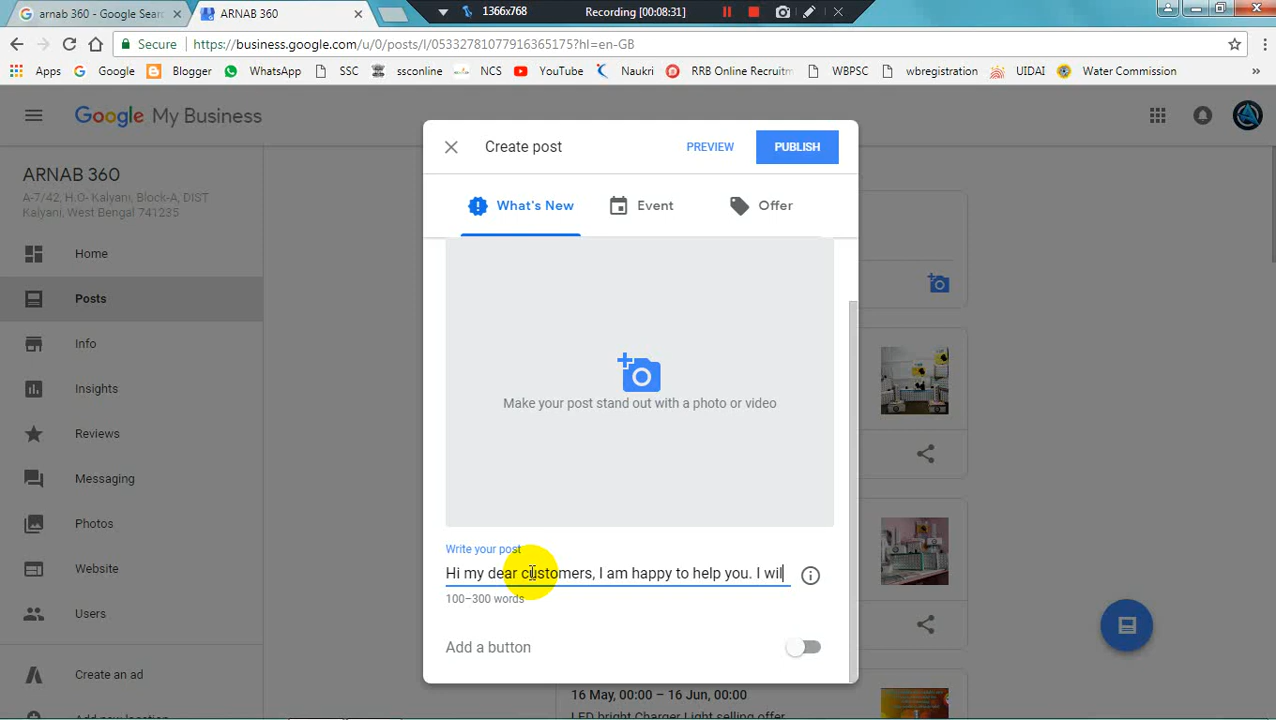 arnab 360 - Google Sear
ARNAB 360
1366x768
Recording [00:08:31]
Secure
https://business.google.com/u/0/posts/l/05332781077916365175?hl=en-GB
Apps
Google
Blogger
WhatsApp
SSC
ssconline
NCS
YouTube
Naukri
RRB Online Recruitm
WBPSC
wbregistration
UIDAI
Water Commission
Google My Business
ARNAB 360
A-7/42, H.O- Kalyani, Block-A, DIST
Kalyani, West Bengal 741235
Home
Posts
Info
Insights
Reviews
Messaging
Photos
Website
Users
Create an ad
Add new location
Create post
PREVIEW
PUBLISH
What's New
Event
Offer
Make your post stand out with a photo or video
Write your post
Hi my dear customers, I am happy to help you. I wil
100–300 words
Add a button
16 May, 00:00 – 16 Jun, 00:00
LED bright Charger Light selling offer